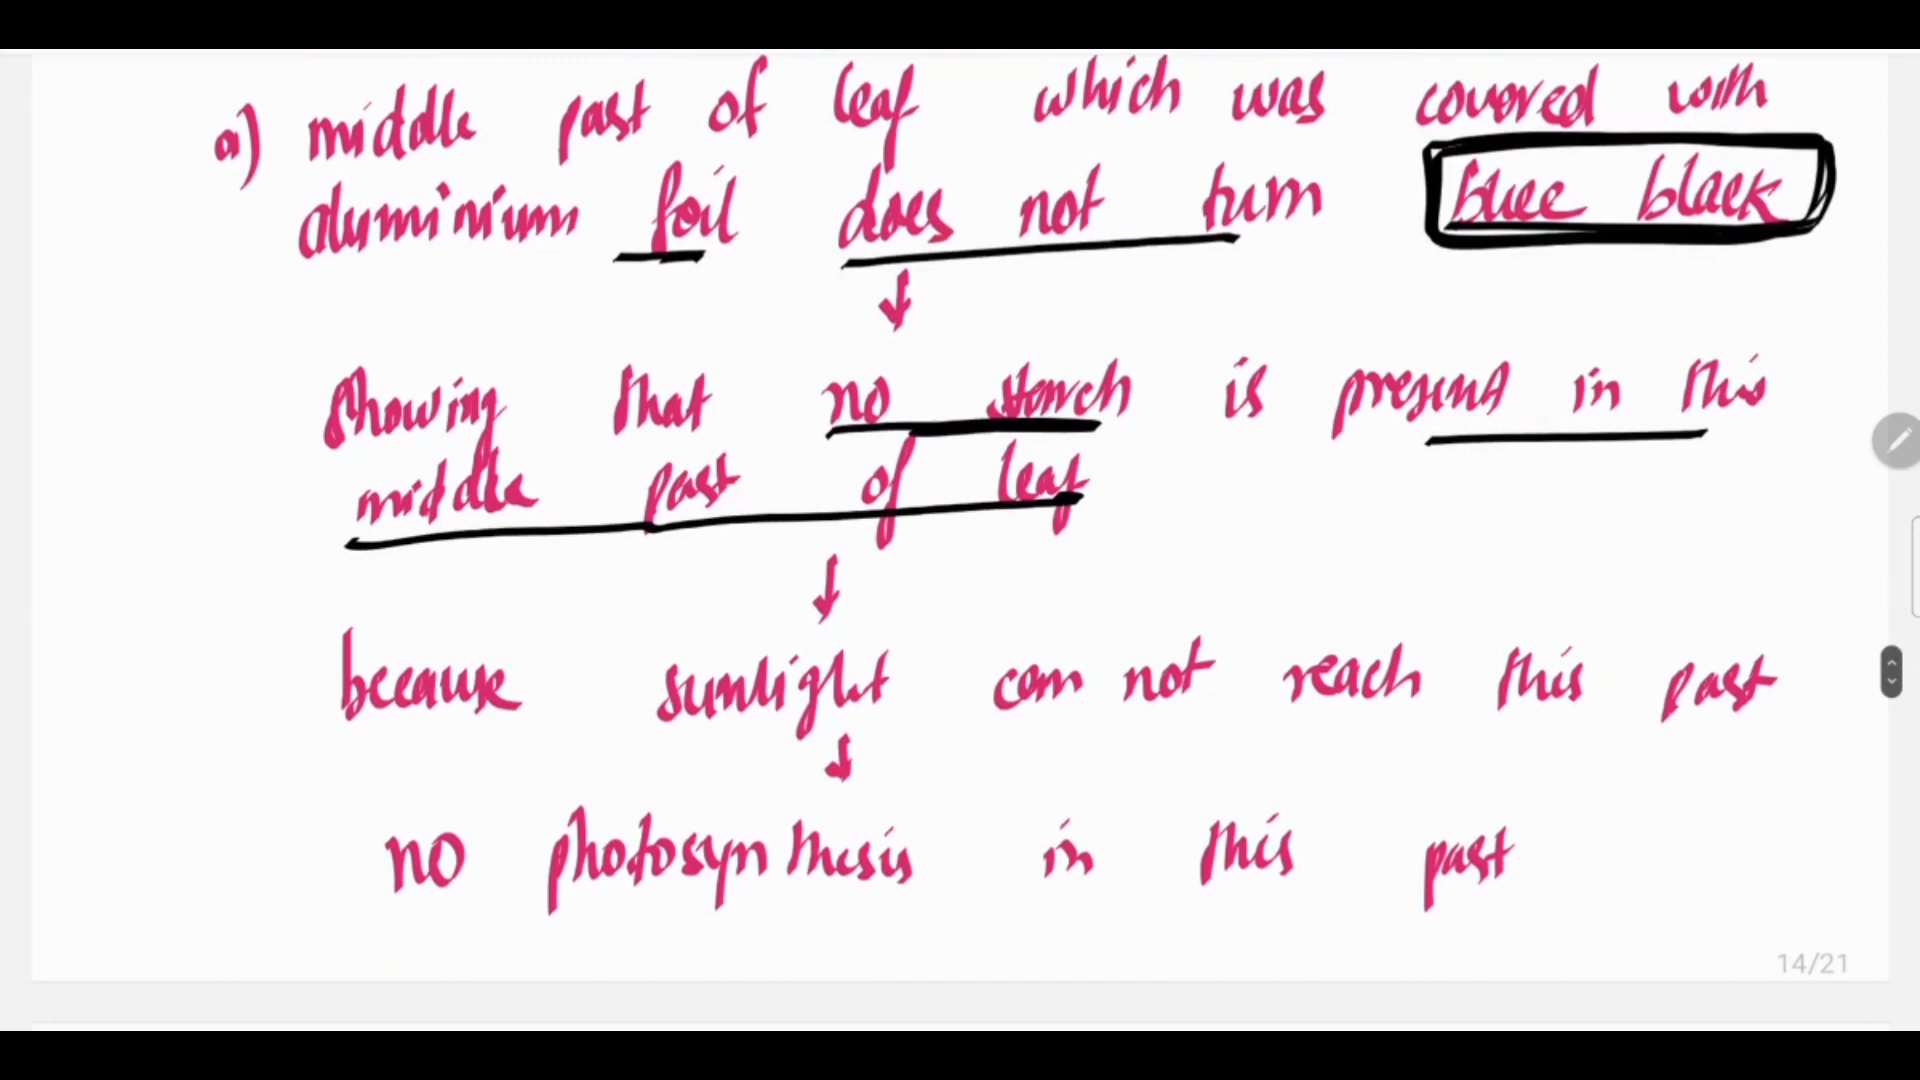 a) middle part of leaf which was covered with
aluminium foil does not turn blue black
↓
showing that no starch is present in this
middle part of leaf
↓
because sunlight can not reach this part
↓
no photosynthesis in this part
14/21